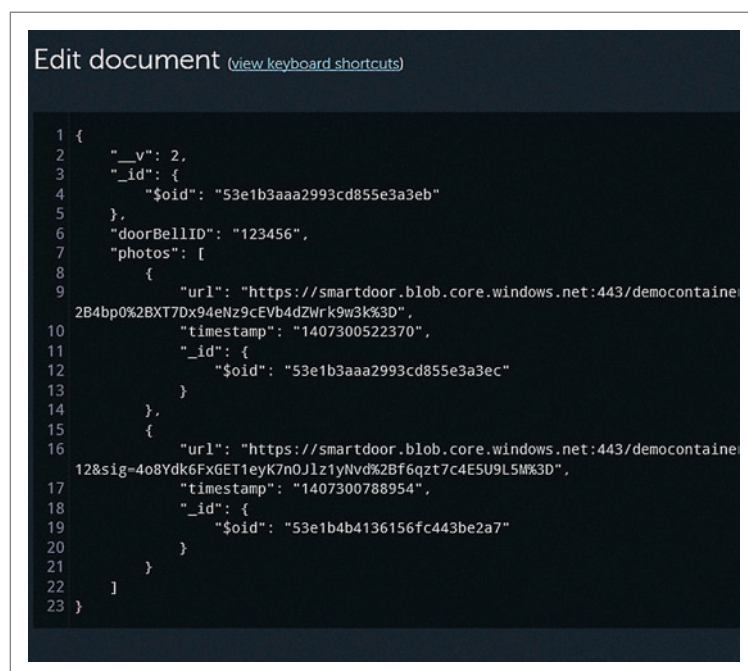 Edit document (view keyboard shortcuts)
1 {
2 "__v": 2,
3 "_id": {
4 "$oid": "53e1b3aaa2993cd855e3a3eb"
5 },
6 "doorBellID": "123456",
7 "photos": [
8 {
9 "url": "https://smartdoor.blob.core.windows.net:443/democontainer
2B4bp0%2BXT7Dx94eNz9cEVb4dZWrk9w3k%3D",
10 "timestamp": "1407300522370",
11 "_id": {
12 "$oid": "53e1b3aaa2993cd855e3a3ec"
13 }
14 },
15 {
16 "url": "https://smartdoor.blob.core.windows.net:443/democontainer
12&sig=4o8Ydk6FxGET1eyK7nOJlz1yNvd%2Bf6qzt7c4E5U9L5M%3D",
17 "timestamp": "1407300788954",
18 "_id": {
19 "$oid": "53e1b4b4136156fc443be2a7"
20 }
21 }
22 ]
23 }